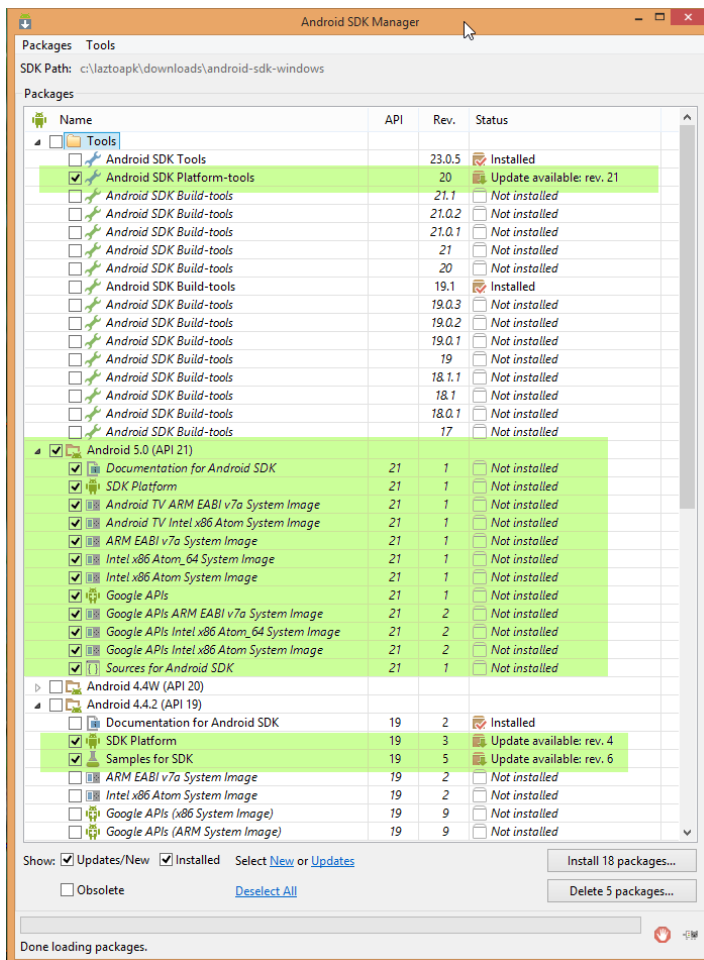 Android SDK Manager
Packages Tools
SDK Path: c:\laztoapk\downloads\android-sdk-windows
Packages
Name API Rev. Status
Tools
Android SDK Tools 23.0.5 Installed
Android SDK Platform-tools 20 Update available: rev. 21
Android SDK Build-tools 21.1 Not installed
Android SDK Build-tools 21.0.2 Not installed
Android SDK Build-tools 21.0.1 Not installed
Android SDK Build-tools 21 Not installed
Android SDK Build-tools 20 Not installed
Android SDK Build-tools 19.1 Installed
Android SDK Build-tools 19.0.3 Not installed
Android SDK Build-tools 19.0.2 Not installed
Android SDK Build-tools 19.0.1 Not installed
Android SDK Build-tools 19 Not installed
Android SDK Build-tools 18.1.1 Not installed
Android SDK Build-tools 18.1 Not installed
Android SDK Build-tools 18.0.1 Not installed
Android SDK Build-tools 17 Not installed
Android 5.0 (API 21)
Documentation for Android SDK 21 1 Not installed
SDK Platform 21 1 Not installed
Android TV ARM EABI v7a System Image 21 1 Not installed
Android TV Intel x86 Atom System Image 21 1 Not installed
ARM EABI v7a System Image 21 1 Not installed
Intel x86 Atom_64 System Image 21 1 Not installed
Intel x86 Atom System Image 21 1 Not installed
Google APIs 21 1 Not installed
Google APIs ARM EABI v7a System Image 21 2 Not installed
Google APIs Intel x86 Atom_64 System Image 21 2 Not installed
Google APIs Intel x86 Atom System Image 21 2 Not installed
Sources for Android SDK 21 1 Not installed
Android 4.4W (API 20)
Android 4.4.2 (API 19)
Documentation for Android SDK 19 2 Installed
SDK Platform 19 3 Update available: rev. 4
Samples for SDK 19 5 Update available: rev. 6
ARM EABI v7a System Image 19 2 Not installed
Intel x86 Atom System Image 19 2 Not installed
Google APIs (x86 System Image) 19 9 Not installed
Google APIs (ARM System Image) 19 9 Not installed
Show: Updates/New Installed Select New or Updates Install 18 packages...
Obsolete Deselect All Delete 5 packages...
Done loading packages.